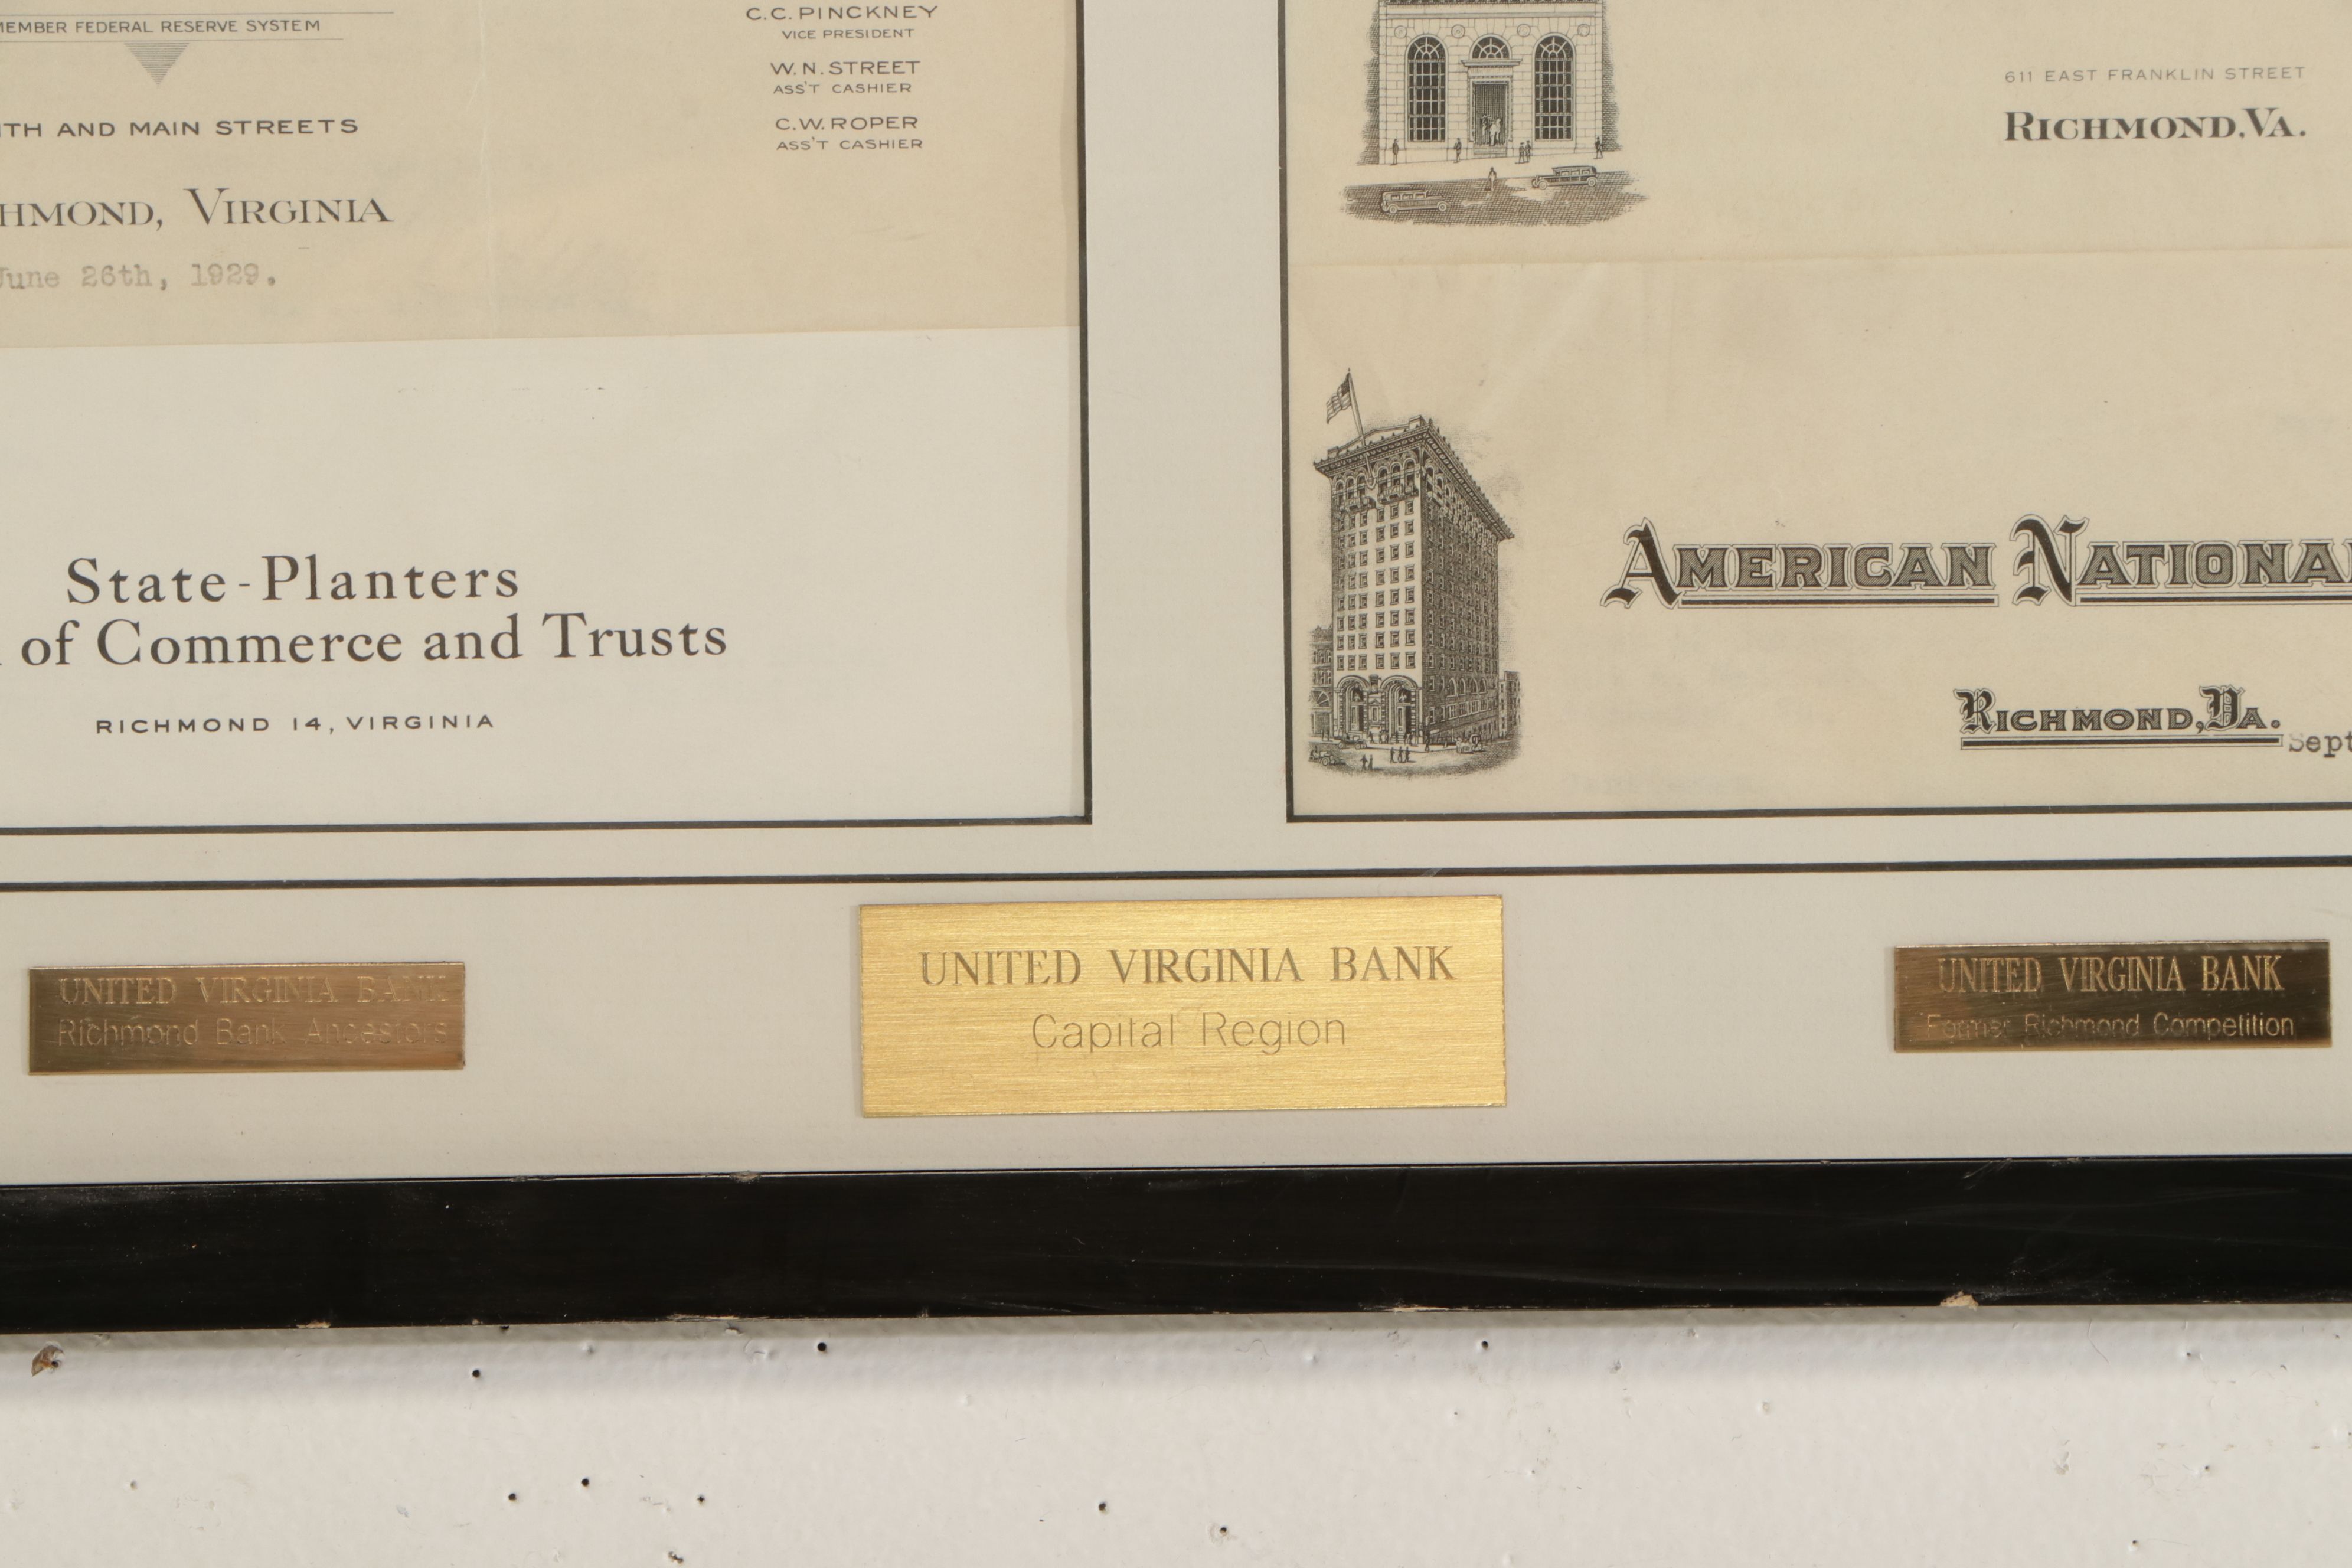 MEMBER FEDERAL RESERVE SYSTEM
TH AND MAIN STREETS
HMOND, VIRGINIA
June 26th, 1929.
C.C. PINCKNEY
VICE PRESIDENT
W.N. STREET
ASS'T CASHIER
C.W. ROPER
ASS'T CASHIER
State-Planters
of Commerce and Trusts
RICHMOND 14, VIRGINIA
611 EAST FRANKLIN STREET
RICHMOND, VA.
AMERICAN NATIONA
RICHMOND, VA.
Sept
UNITED VIRGINIA BANK
Richmond Bank Ancestors
UNITED VIRGINIA BANK
Capital Region
UNITED VIRGINIA BANK
Former Richmond Competition